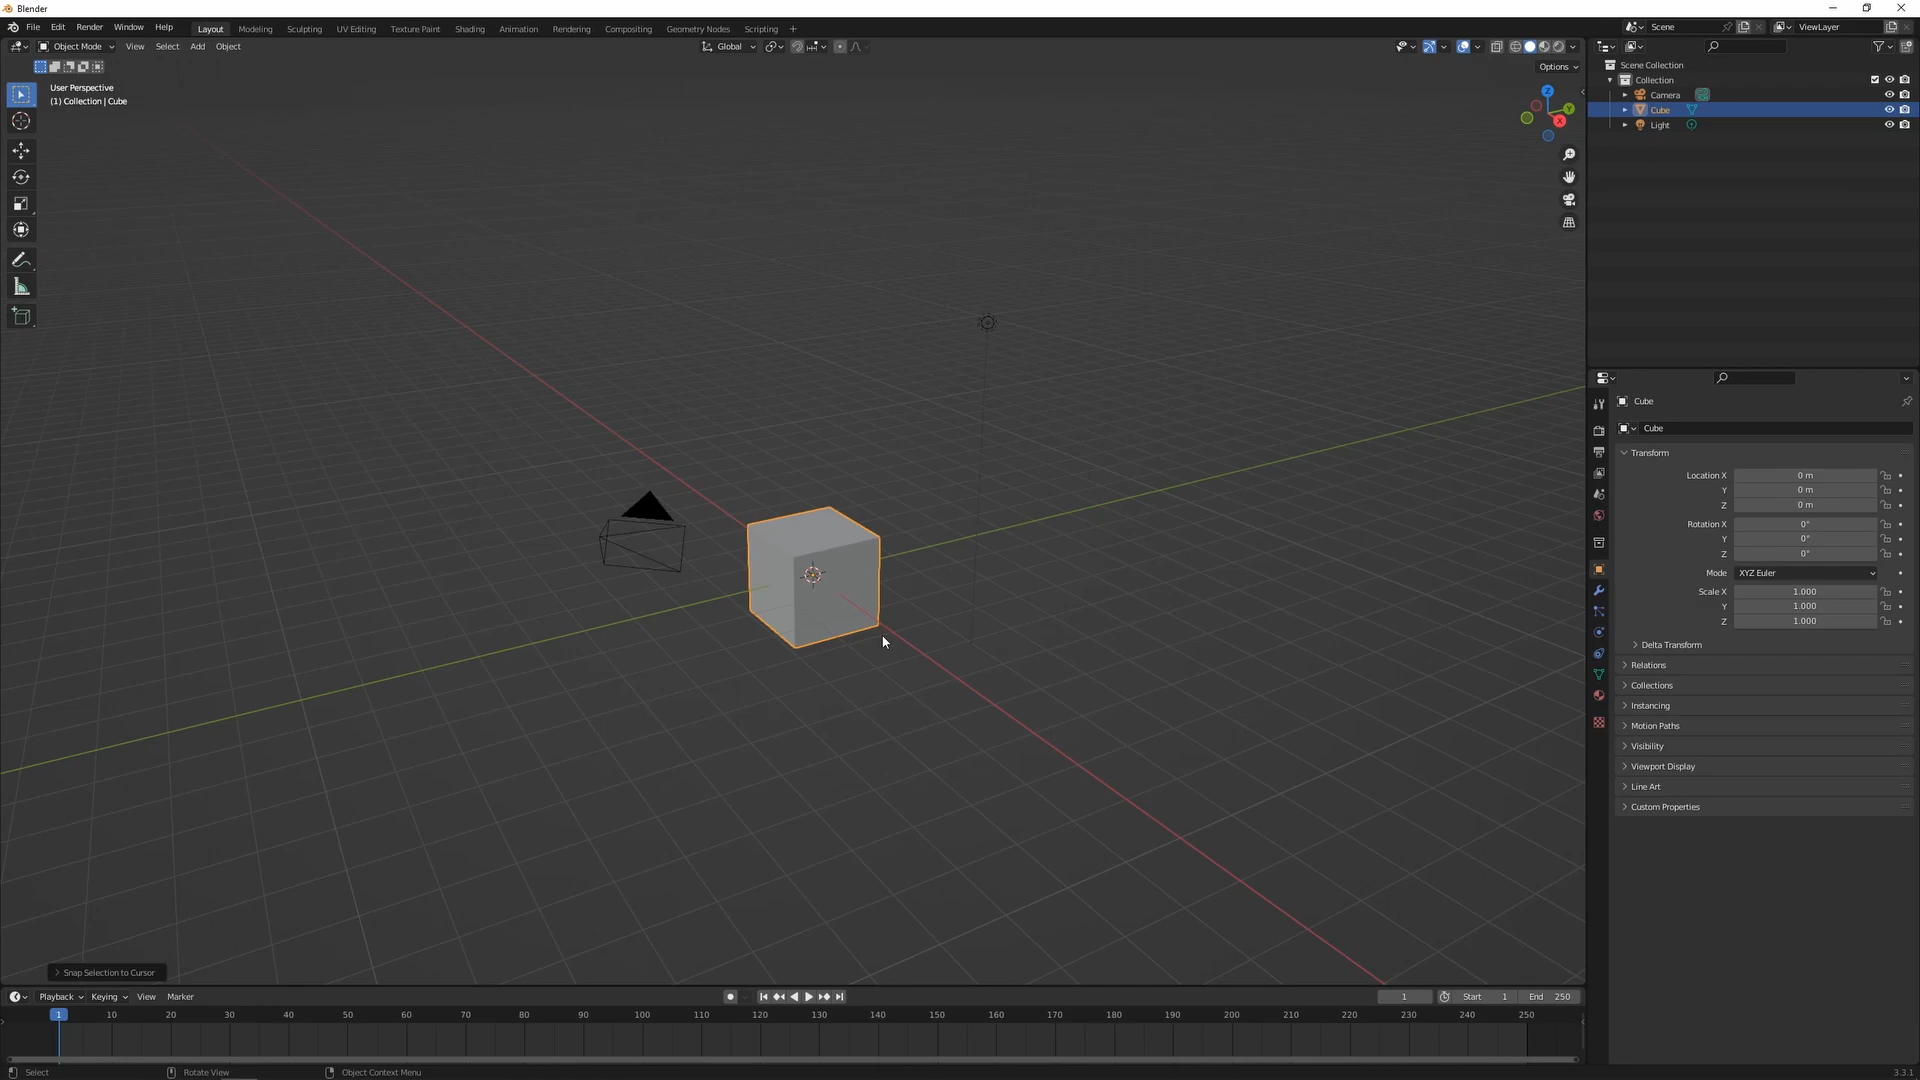 Blender
File Edit Render Window Help Layout Modeling Sculpting UV Editing Texture Paint Shading Animation Rendering Compositing Geometry Nodes Scripting + Scene ViewLayer
Object Mode View Select Add Object Global
Options
User Perspective
(1) Collection | Cube
Z
Y
X
Scene Collection
Collection
Camera
Cube
Light
Cube
Cube
Transform
Location X 0 m
Y 0 m
Z 0 m
Rotation X 0°
Y 0°
Z 0°
Mode XYZ Euler
Scale X 1.000
Y 1.000
Z 1.000
Delta Transform
Relations
Collections
Instancing
Motion Paths
Visibility
Viewport Display
Line Art
Custom Properties
Snap Selection to Cursor
Playback Keying View Marker 1 Start 1 End 250
1 10 20 30 40 50 60 70 80 90 100 110 120 130 140 150 160 170 180 190 200 210 220 230 240 250
Select Rotate View Object Context Menu 3.3.1